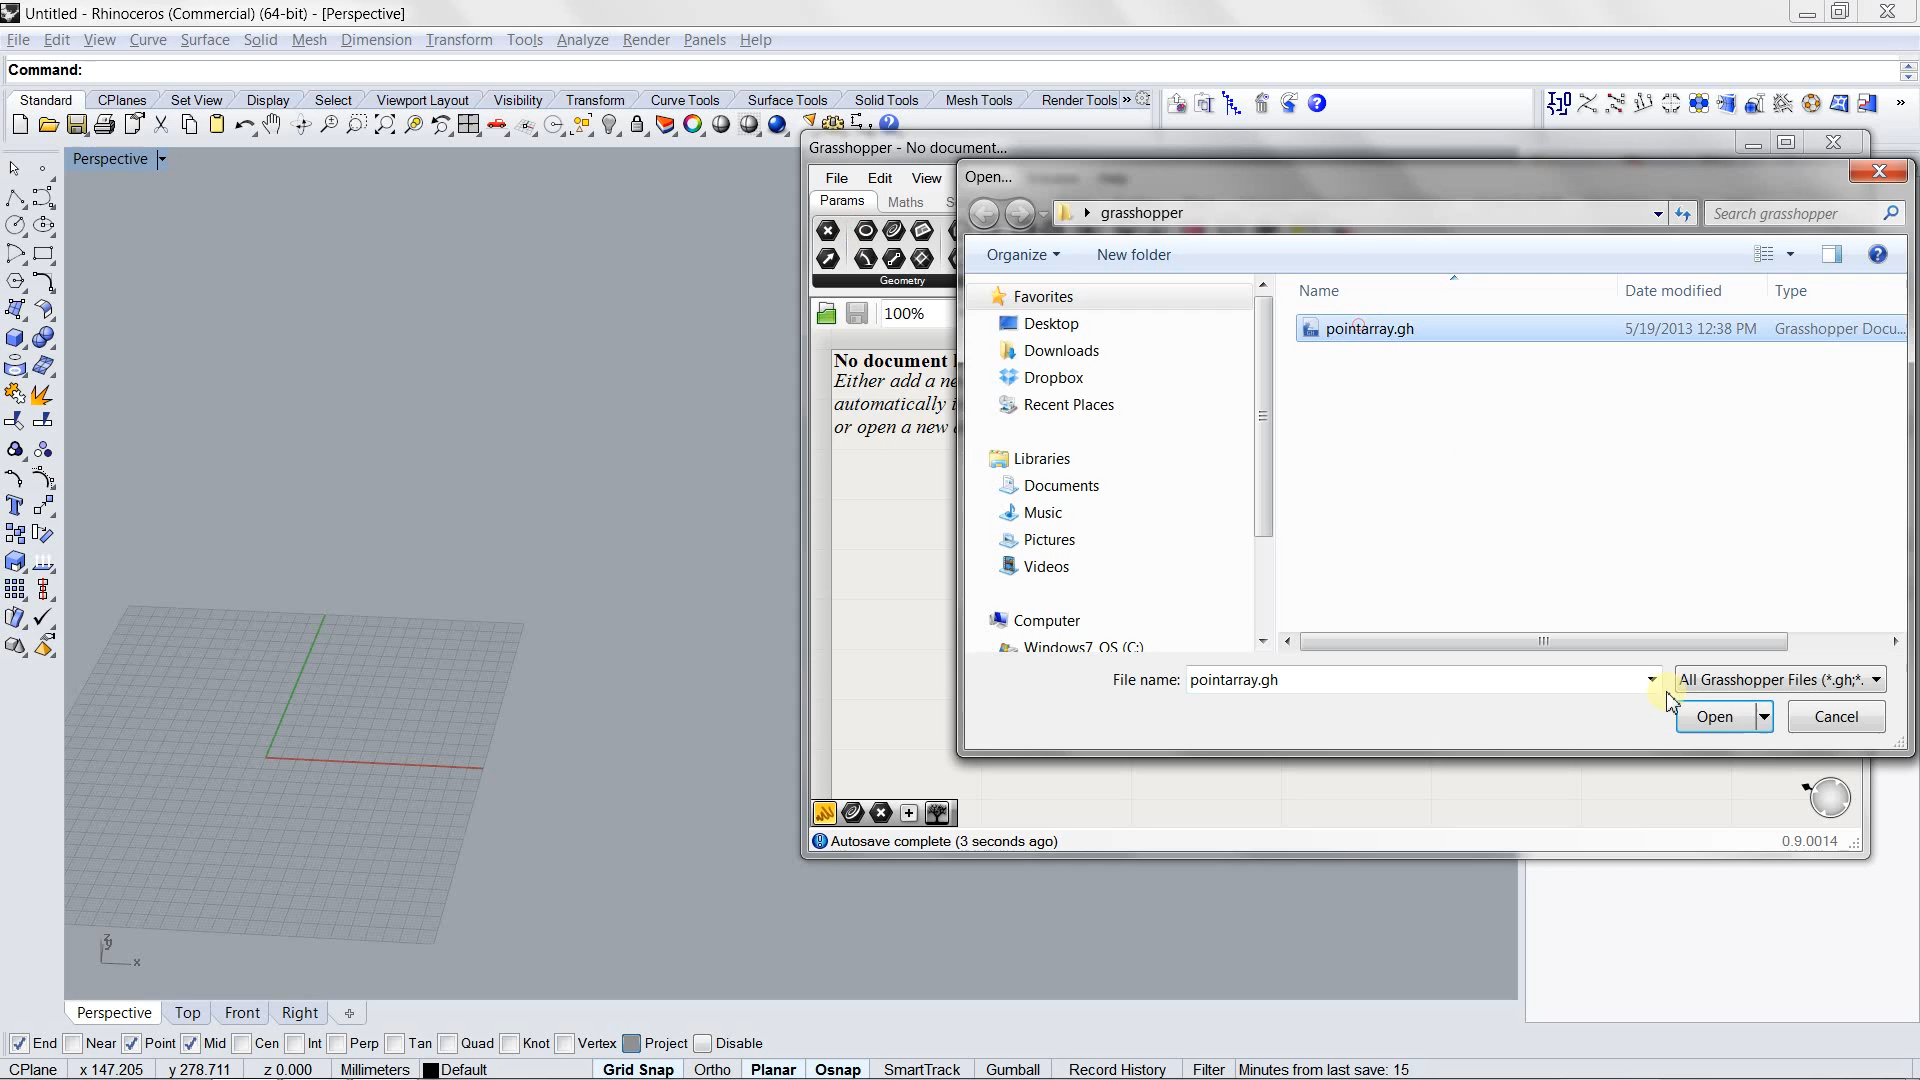 Untitled - Rhinoceros (Commercial) (64-bit) - [Perspective]
File Edit View Curve Surface Solid Mesh Dimension Transform Tools Analyze Render Panels Help
Command:
Standard CPlanes Set View Display Select Viewport Layout Visibility Transform Curve Tools Surface Tools Solid Tools Mesh Tools Render Tools »
Perspective
Grasshopper - No document...
File Edit View
Params Maths
Geometry
100%
No document
Either add a ne
automatically i
or open a new
Open...
grasshopper
Search grasshopper
Organize New folder
Favorites
Desktop
Downloads
Dropbox
Recent Places
Libraries
Documents
Music
Pictures
Videos
Computer
Windows7_OS (C:)
Name Date modified Type
pointarray.gh 5/19/2013 12:38 PM Grasshopper Docu...
File name: pointarray.gh All Grasshopper Files (*.gh;*.
Open Cancel
Autosave complete (3 seconds ago) 0.9.0014
z
y
x
Perspective Top Front Right
End Near Point Mid Cen Int Perp Tan Quad Knot Vertex Project Disable
CPlane x 147.205 y 278.711 z 0.000 Millimeters Default Grid Snap Ortho Planar Osnap SmartTrack Gumball Record History Filter Minutes from last save: 15